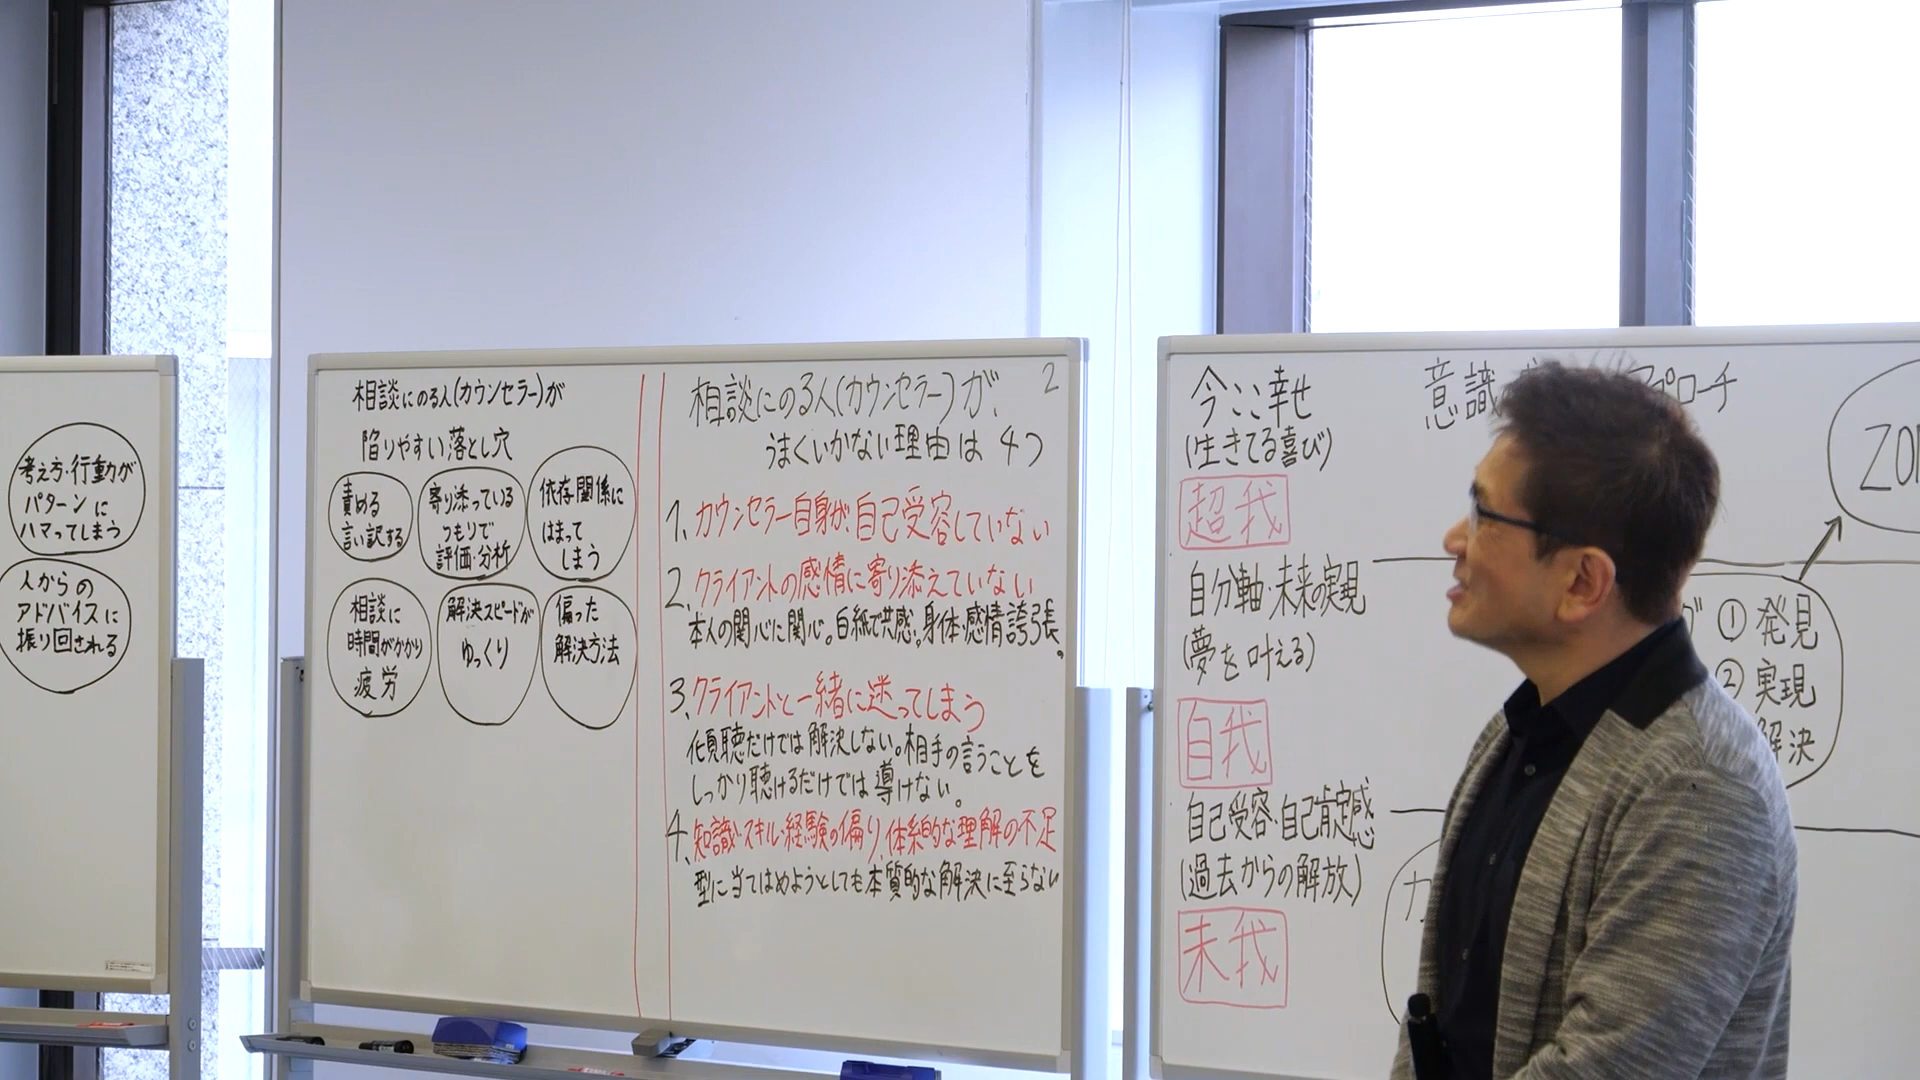 考え方・行動が
パターンに
ハマってしまう
人からの
アドバイスに
振り回される
相談にのる人(カウンセラー)が
陥りやすい落とし穴
責める
言い訳する
寄り添っている
つもりで
評価・分析
依存関係に
はまって
しまう
相談に
時間がかかり
疲労
解決スピードが
ゆっくり
偏った
解決方法
2
相談にのる人(カウンセラー)が、
うまくいかない理由は 4つ
1、カウンセラー自身が、自己受容していない
2、クライアントの感情に寄り添えていない
本人の関心に関心。白紙で共感。身体・感情誇張。
3、クライアントと一緒に迷ってしまう
傾聴だけでは解決しない。相手の言うことを
しっかり聴けるだけでは導けない。
4、知識・スキル・経験の偏り、体系的な理解の不足
型に当てはめようとしても本質的な解決に至らない
今ここ幸せ
(生きてる喜び)
超我
自分軸・未来の実現
(夢を叶える)
自我
自己受容・自己肯定感
(過去からの解放)
未我
意識
プローチ
ZO
グ ① 発見
② 実現
解決
カ